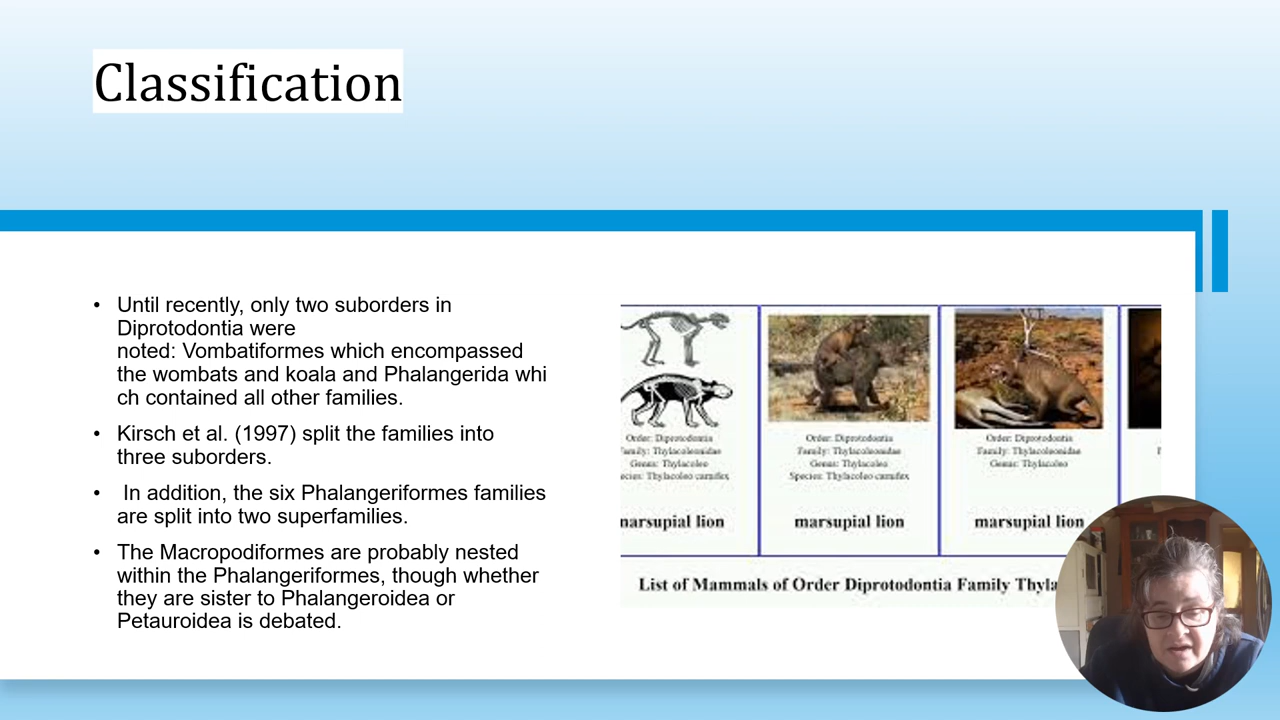 Classification
• Until recently, only two suborders in
Diprotodontia were
noted: Vombatiformes which encompassed
the wombats and koala and Phalangerida whi
ch contained all other families.
• Kirsch et al. (1997) split the families into
three suborders.
• In addition, the six Phalangeriformes families
are split into two superfamilies.
• The Macropodiformes are probably nested
within the Phalangeriformes, though whether
they are sister to Phalangeroidea or
Petauroidea is debated.
Order: Diprotodontia
Family: Thylacoleonidae
Genus: Thylacoleo
Species: Thylacoleo carnifex
marsupial lion
Order: Diprotodontia
Family: Thylacoleonidae
Genus: Thylacoleo
Species: Thylacoleo carnifex
marsupial lion
Order: Diprotodontia
Family: Thylacoleonidae
Genus: Thylacoleo
marsupial lion
List of Mammals of Order Diprotodontia Family Thyla